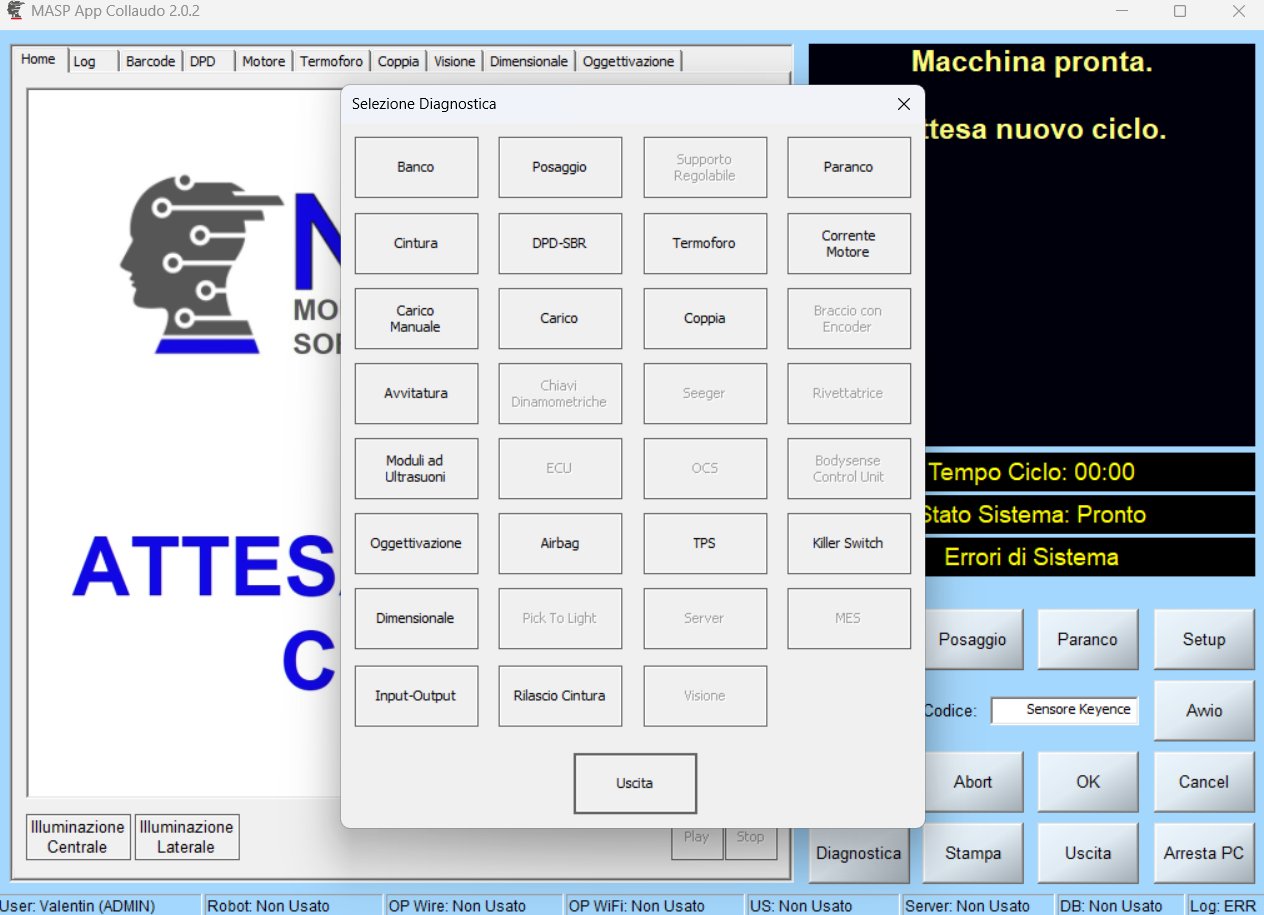 MASP App Collaudo 2.0.2
Home
Log
Barcode
DPD
Motore
Termoforo
Coppia
Visione
Dimensionale
Oggettivazione
Macchina pronta.
ttesa nuovo ciclo.
Selezione Diagnostica
Banco
Posaggio
Supporto
Regolabile
Paranco
Cintura
DPD-SBR
Termoforo
Corrente
Motore
Carico
Manuale
Carico
Coppia
Braccio con
Encoder
Avvitatura
Chiavi
Dinamometriche
Seeger
Rivettatrice
Moduli ad
Ultrasuoni
ECU
OCS
Bodysense
Control Unit
Oggettivazione
Airbag
TPS
Killer Switch
Dimensionale
Pick To Light
Server
MES
Input-Output
Rilascio Cintura
Visione
Uscita
MO
SO
ATTES
C
Tempo Ciclo: 00:00
Stato Sistema: Pronto
Errori di Sistema
Posaggio
Paranco
Setup
Codice:
Sensore Keyence
Avvio
Abort
OK
Cancel
Illuminazione
Centrale
Illuminazione
Laterale
Play
Stop
Diagnostica
Stampa
Uscita
Arresta PC
User: Valentin (ADMIN)
Robot: Non Usato
OP Wire: Non Usato
OP WiFi: Non Usato
US: Non Usato
Server: Non Usato
DB: Non Usato
Log: ERR